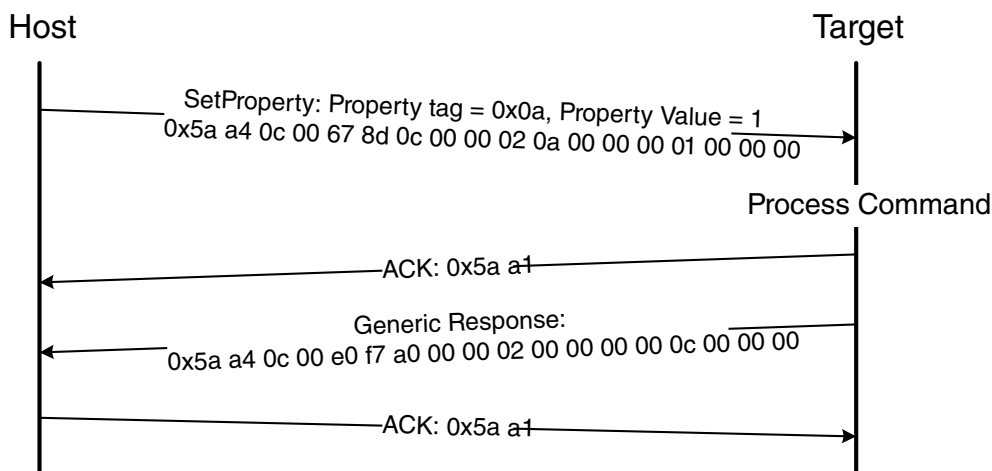 Host
Target
SetProperty: Property tag = 0x0a, Property Value = 1
0x5a a4 0c 00 67 8d 0c 00 00 02 0a 00 00 00 01 00 00 00
Process Command
ACK: 0x5a a1
Generic Response:
0x5a a4 0c 00 e0 f7 a0 00 00 02 00 00 00 00 0c 00 00 00
ACK: 0x5a a1